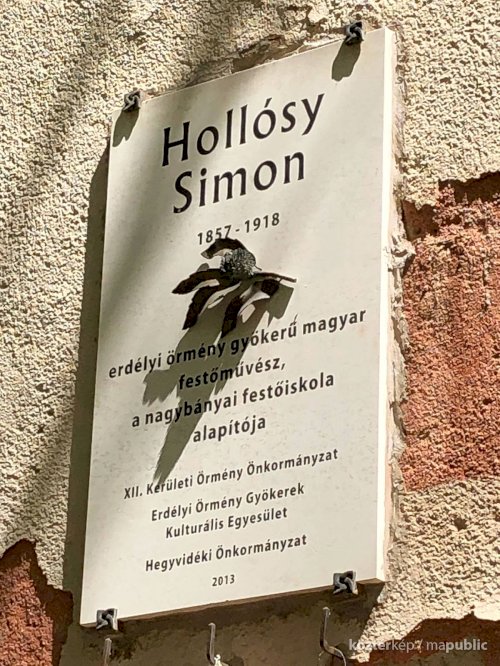 Hollósy
Simon
1857 - 1918
erdélyi örmény gyökerű magyar
festőművész,
a nagybányai festőiskola
alapítója
XII. Kerületi Örmény Önkormányzat
Erdélyi Örmény Gyökerek
Kulturális Egyesület
Hegyvidéki Önkormányzat
2013
köztérkép / mapublic